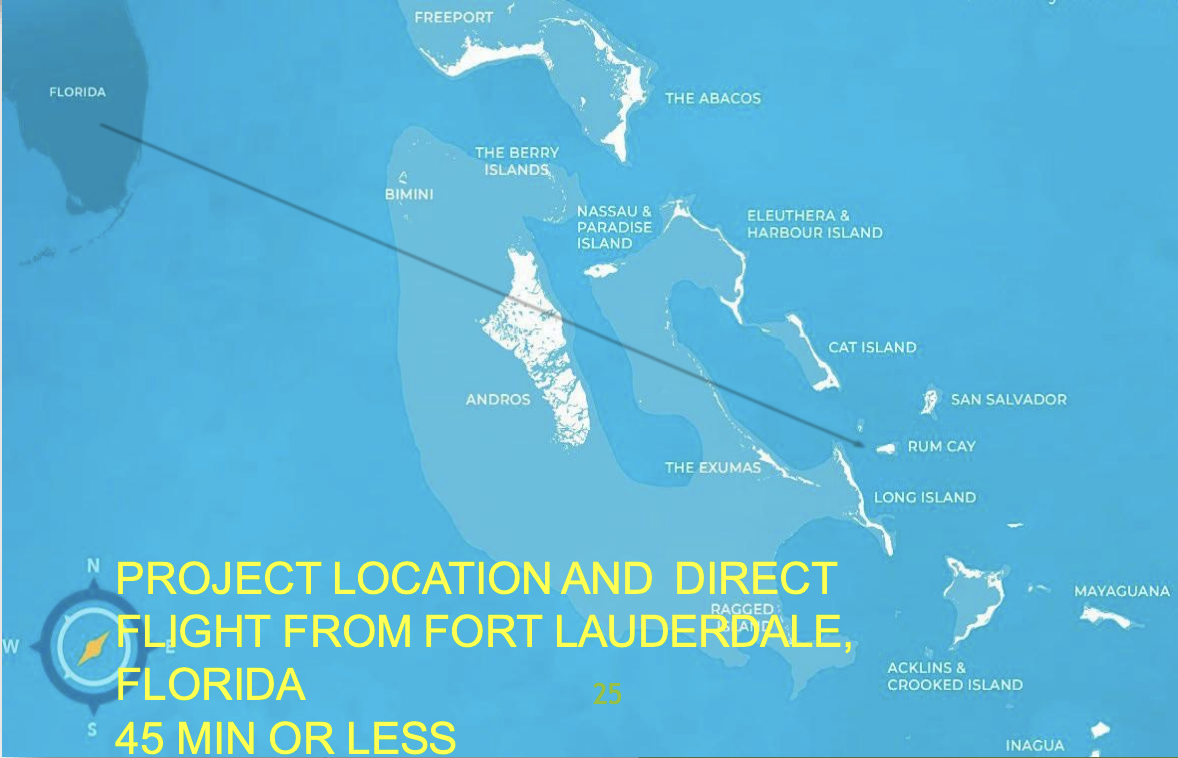 FREEPORT
FLORIDA
THE ABACOS
THE BERRY
ISLANDS
BIMINI
NASSAU &
PARADISE
ISLAND
ELEUTHERA &
HARBOUR ISLAND
CAT ISLAND
ANDROS
SAN SALVADOR
RUM CAY
THE EXUMAS
LONG ISLAND
N
W
E
S
PROJECT LOCATION AND DIRECT
FLIGHT FROM FORT LAUDERDALE,
FLORIDA
45 MIN OR LESS
RAGGED
ISLAND
25
MAYAGUANA
ACKLINS &
CROOKED ISLAND
INAGUA